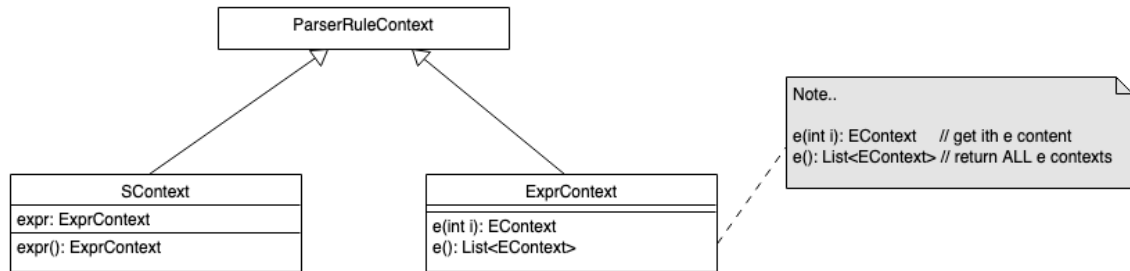 ParserRuleContext
Note..
e(int i): EContext // get ith e content
e(): List<EContext> // return ALL e contexts
SContext
expr: ExprContext
expr(): ExprContext
ExprContext
e(int i): EContext
e(): List<EContext>